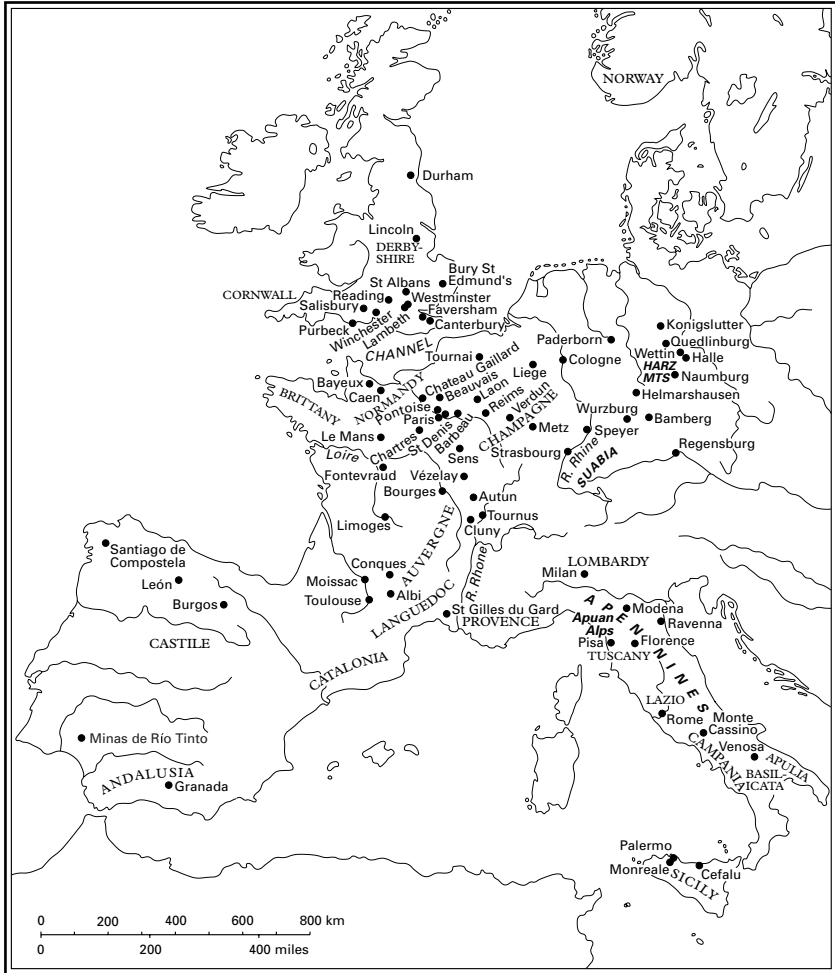 NORWAY
Durham
Lincoln
DERBY-
SHIRE
Bury St
Edmund's
St Albans
CORNWALL
Reading
Westminster
Salisbury
Faversham
Winchester
Lambeth
Canterbury
Purbeck
CHANNEL
Tournai
Paderborn
Cologne
Konigslutter
Quedlinburg
Wettin
Halle
HARZ
MTS
Naumburg
Liege
Helmarshausen
Bayeux
Caen
NORMANDY
Chateau Gaillard
Beauvais
Laon
Reims
Verdun
BRITTANY
Pontoise
Paris
CHAMPAGNE
Wurzburg
Bamberg
Metz
Speyer
Le Mans
Chartres
St Denis
Barbeau
Sens
Strasbourg
R. Rhine
SUABIA
Regensburg
Loire
Fontevraud
Vézelay
Bourges
Autun
Limoges
Tournus
Cluny
AUVERGNE
R. Rhone
Santiago de
Compostela
Conques
LOMBARDY
Milan
León
Moissac
Burgos
Toulouse
Albi
LANGUEDOC
St Gilles du Gard
PROVENCE
APENNINES
Modena
Apuan
Alps
Ravenna
CASTILE
Pisa
Florence
TUSCANY
CATALONIA
LAZIO
Rome
Monte
Cassino
Minas de Río Tinto
CAMPANIA
Venosa
APULIA
BASIL-
ICATA
ANDALUSIA
Granada
Palermo
Monreale
Cefalu
SICILY
0 200 400 600 800 km
0 200 400 miles